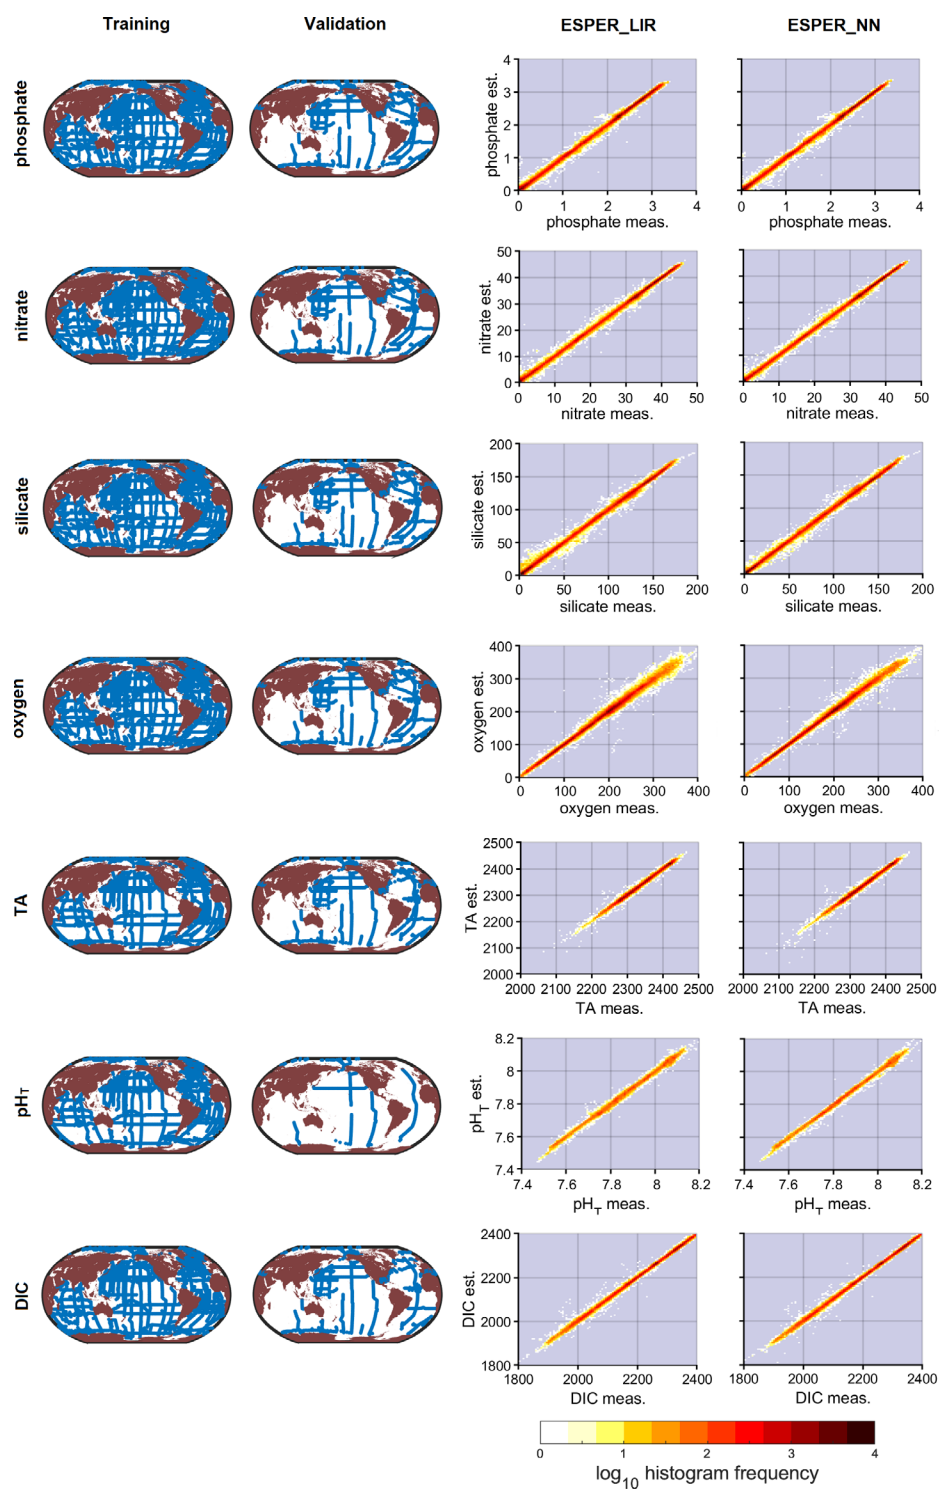 Training Validation ESPER_LIR ESPER_NN
phosphate
phosphate est.
4
3
2
1
0
0 1 2 3 4
phosphate meas.
0 1 2 3 4
phosphate meas.
nitrate
nitrate est.
50
40
30
20
10
0
0 10 20 30 40 50
nitrate meas.
0 10 20 30 40 50
nitrate meas.
silicate
silicate est.
200
150
100
50
0
0 50 100 150 200
silicate meas.
0 50 100 150 200
silicate meas.
oxygen
oxygen est.
400
300
200
100
0
0 100 200 300 400
oxygen meas.
0 100 200 300 400
oxygen meas.
TA
TA est.
2500
2400
2300
2200
2100
2000
2000 2100 2200 2300 2400 2500
TA meas.
2000 2100 2200 2300 2400 2500
TA meas.
pHT
pHT est.
8.2
8
7.8
7.6
7.4
7.4 7.6 7.8 8 8.2
pHT meas.
7.4 7.6 7.8 8 8.2
pHT meas.
DIC
DIC est.
2400
2200
2000
1800
1800 2000 2200 2400
DIC meas.
2000 2200 2400
DIC meas.
0 1 2 3 4
log10 histogram frequency